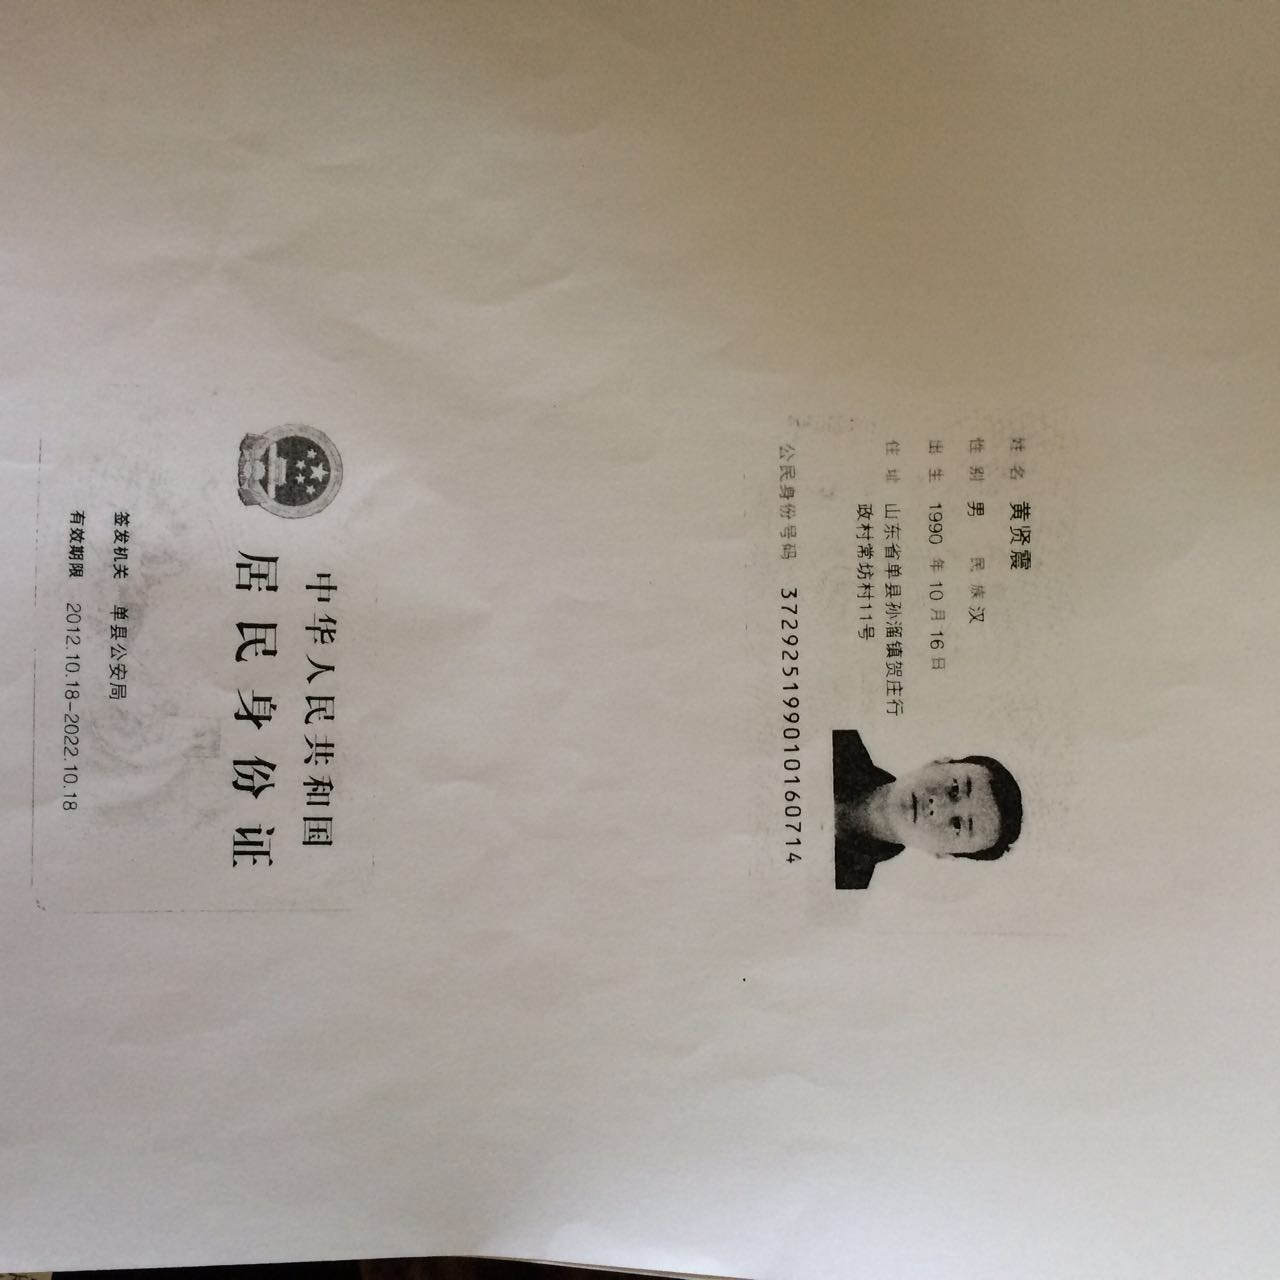 姓名 黄贤震
性别 男 民族 汉
出生 1990 年 10 月 16 日
住址 山东省单县孙溜镇贺庄行
政村常坊村11号
公民身份号码 372925199010160714
中华人民共和国
居民身份证
签发机关 单县公安局
有效期限 2012.10.18-2022.10.18